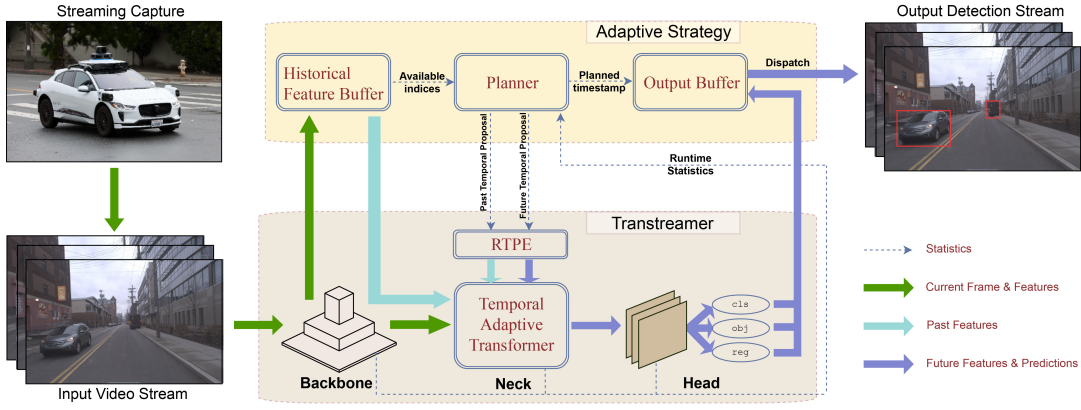 Streaming Capture
Input Video Stream
Adaptive Strategy
Historical
Feature Buffer
Available
indices
Planner
Planned
timestamp
Output Buffer
Dispatch
Output Detection Stream
Past Temporal Proposal
Future Temporal Proposal
Runtime
Statistics
Transtreamer
RTPE
Temporal
Adaptive
Transformer
cls
obj
reg
Backbone
Neck
Head
Statistics
Current Frame & Features
Past Features
Future Features & Predictions